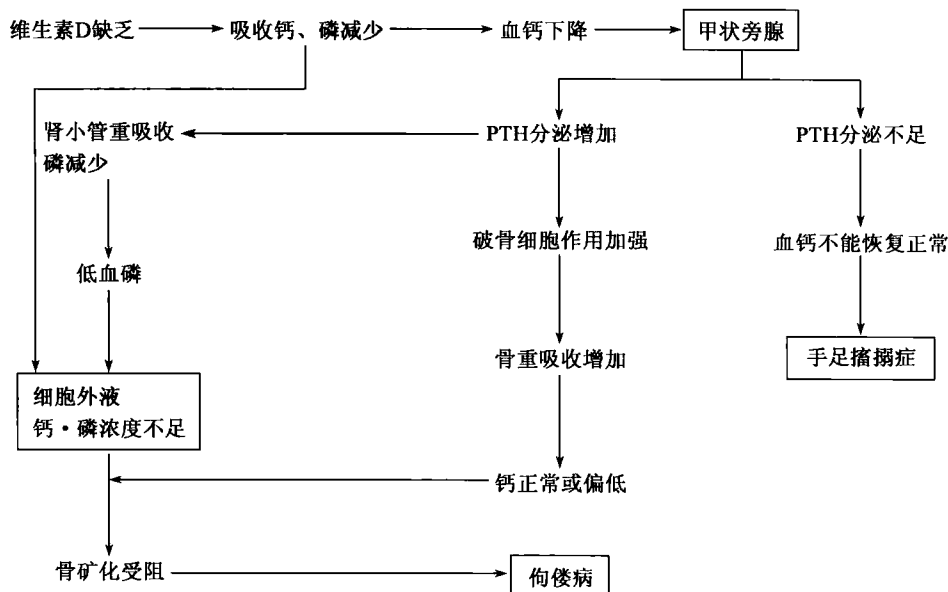 维生素D缺乏
吸收钙、磷减少
血钙下降
甲状旁腺
肾小管重吸收
磷减少
PTH分泌增加
PTH分泌不足
破骨细胞作用加强
血钙不能恢复正常
低血磷
骨重吸收增加
手足搐搦症
细胞外液
钙·磷浓度不足
钙正常或偏低
骨矿化受阻
佝偻病